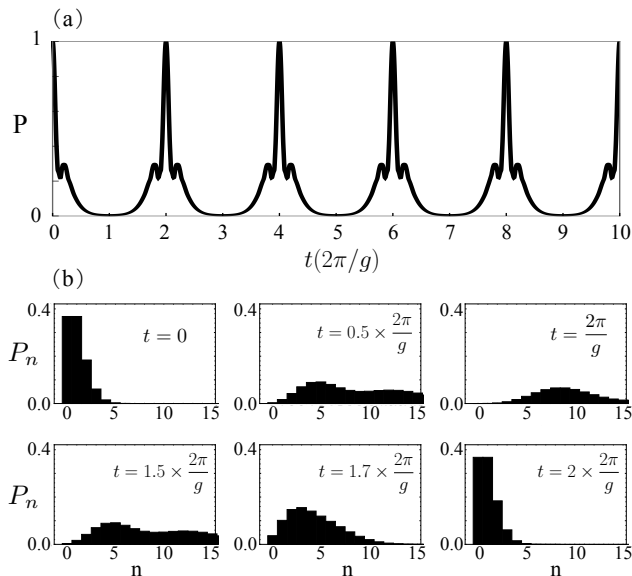 (a)
1
P
0
0 1 2 3 4 5 6 7 8 9 10
t(2π/g)
(b)
P_n
0.4
0.0
0 5 10 15
t = 0
0.4
0.0
0 5 10 15
t = 0.5 × 2π/g
0.4
0.0
0 5 10 15
t = 2π/g
P_n
0.4
0.0
0 5 10 15
n
t = 1.5 × 2π/g
0.4
0.0
0 5 10 15
n
t = 1.7 × 2π/g
0.4
0.0
0 5 10 15
n
t = 2 × 2π/g